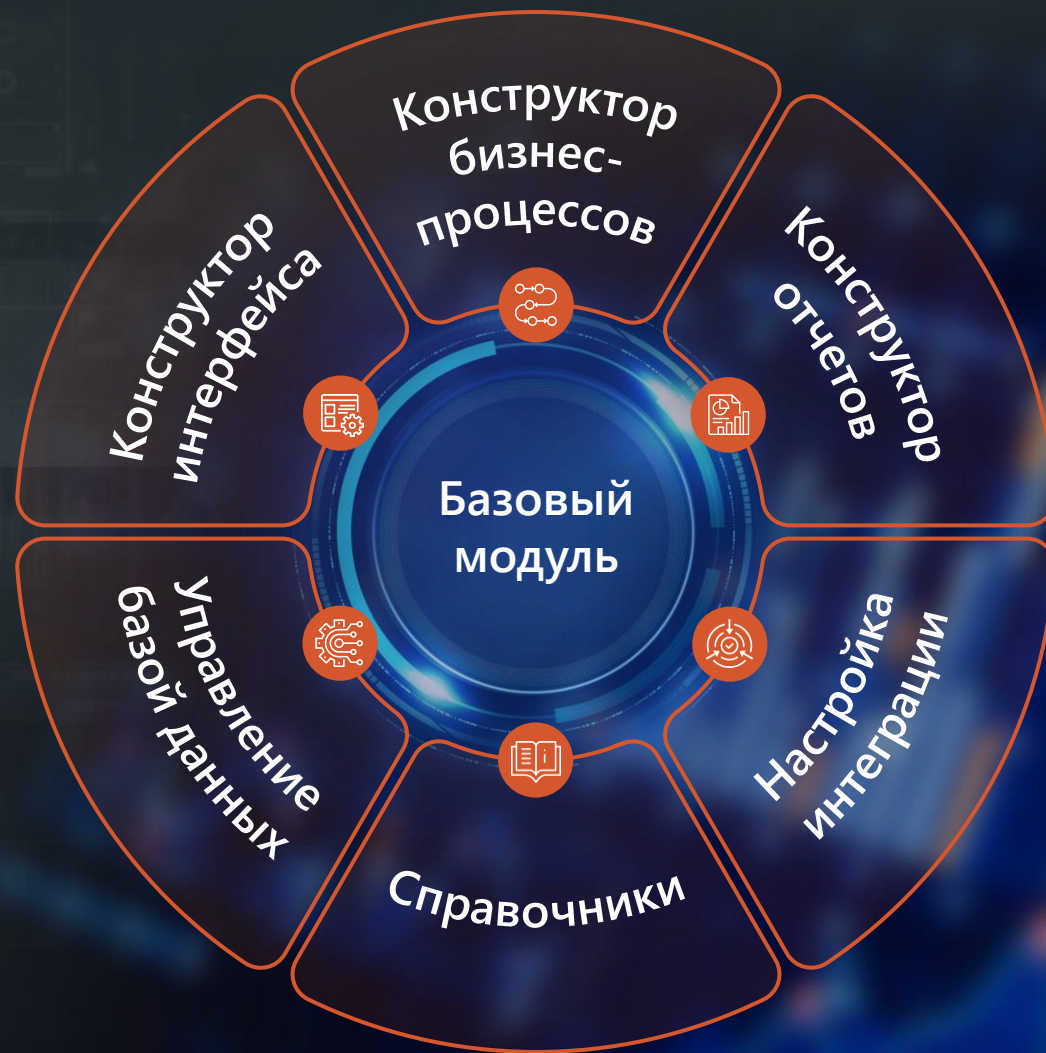 Конструктор
бизнес-
процессов
Конструктор
отчетов
Настройка
интеграции
Справочники
Управление
базой данных
Конструктор
интерфейса
Базовый
модуль